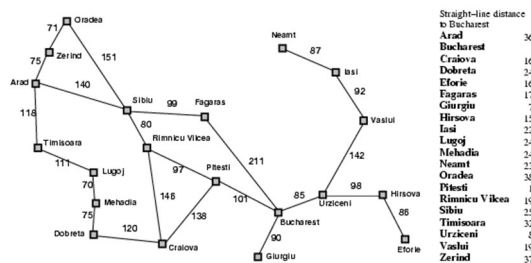 Oradea
71
Neamt
87
Zerind
151
75
Iasi
Arad
140
92
Sibiu
99
Fagaras
118
Vaslui
80
Rimnicu Vilcea
Timisoara
142
111
Lugoj
97
Pitesti
211
70
98
Hirsova
85
Mehadia
101
Urziceni
75
138
86
Bucharest
Dobreta
120
90
Craiova
Eforie
Giurgiu
Straight-line distance
to Bucharest
Arad
Bucharest
Craiova
Dobreta
Eforie
Fagaras
Giurgiu
Hirsova
Iasi
Lugoj
Mehadia
Neamt
Oradea
Pitesti
Rimnicu Vilcea
Sibiu
Timisoara
Urziceni
Vaslui
Zerind